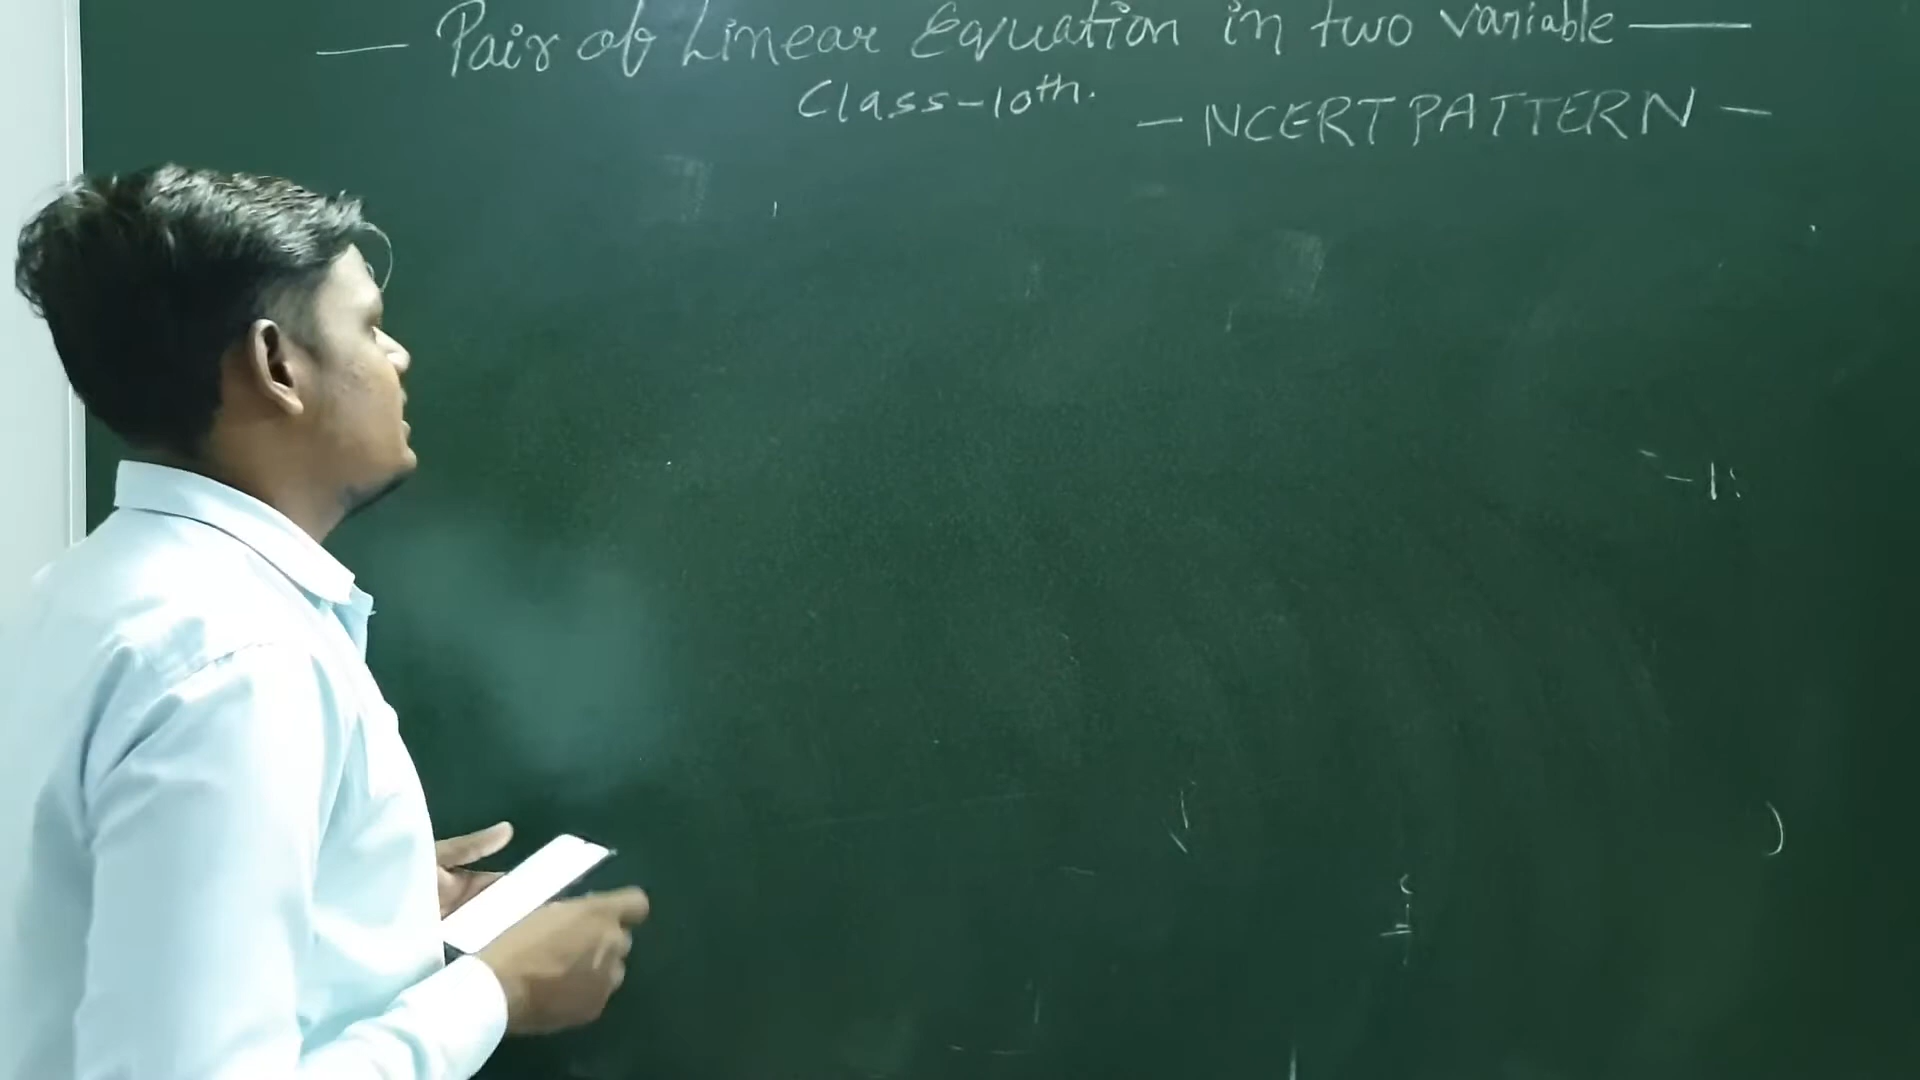 — Pair of Linear Equation in two variable —
Class-10th.
- NCERT PATTERN -